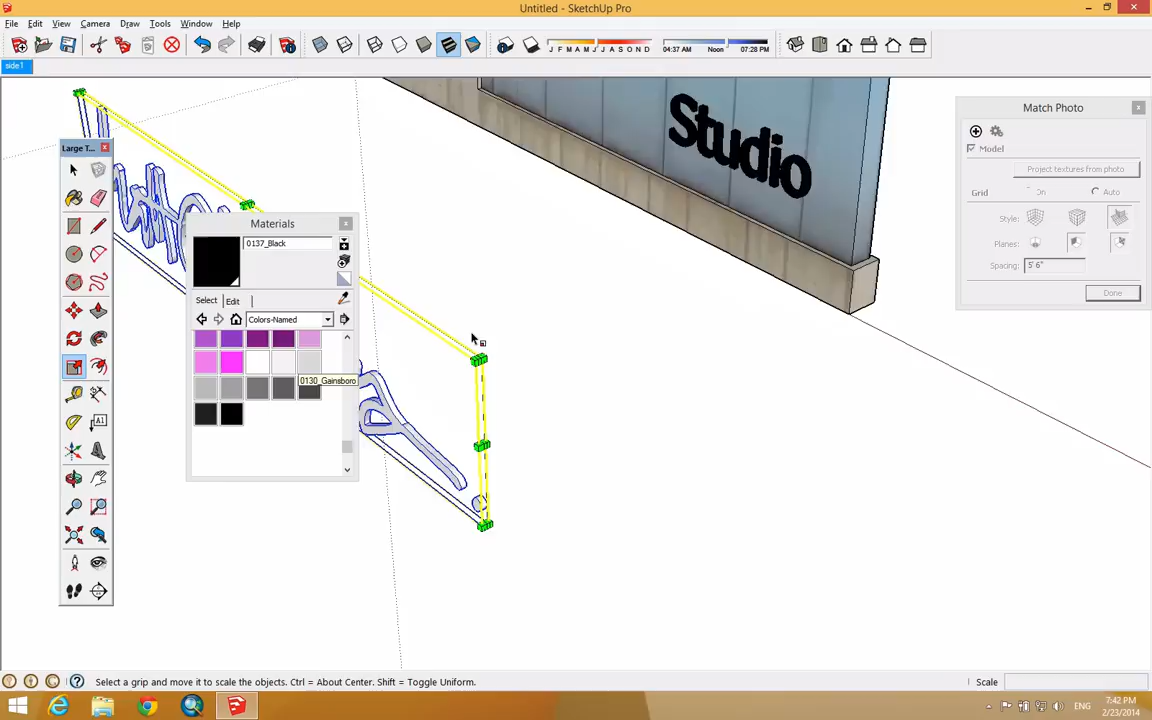 Untitled - SketchUp Pro
File Edit View Camera Draw Tools Window Help
J F M A M J J A S O N D
04:37 AM Noon 07:28 PM
side1
Studio
Match Photo
Model
Project textures from photo
Grid On Auto
Style:
Planes:
Spacing: 5' 6"
Done
Large T...
A1
Materials
0137_Black
Select Edit
Colors-Named
0130_Gainsboro
Select a grip and move it to scale the objects. Ctrl = About Center. Shift = Toggle Uniform.
Scale
ENG
7:42 PM
2/23/2014